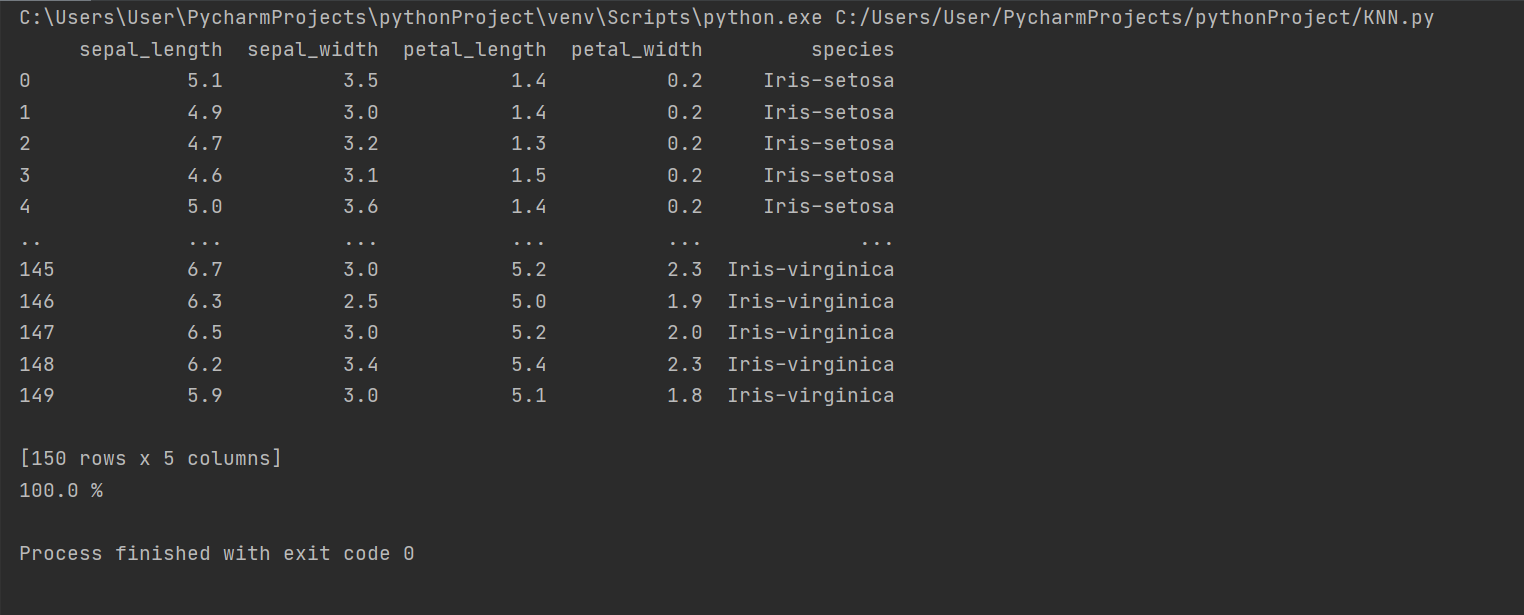 C:\Users\User\PycharmProjects\pythonProject\venv\Scripts\python.exe C:/Users/User/PycharmProjects/pythonProject/KNN.py
     sepal_length  sepal_width  petal_length  petal_width         species
0             5.1          3.5           1.4          0.2     Iris-setosa
1             4.9          3.0           1.4          0.2     Iris-setosa
2             4.7          3.2           1.3          0.2     Iris-setosa
3             4.6          3.1           1.5          0.2     Iris-setosa
4             5.0          3.6           1.4          0.2     Iris-setosa
..            ...          ...           ...          ...             ...
145           6.7          3.0           5.2          2.3  Iris-virginica
146           6.3          2.5           5.0          1.9  Iris-virginica
147           6.5          3.0           5.2          2.0  Iris-virginica
148           6.2          3.4           5.4          2.3  Iris-virginica
149           5.9          3.0           5.1          1.8  Iris-virginica

[150 rows x 5 columns]
100.0 %

Process finished with exit code 0